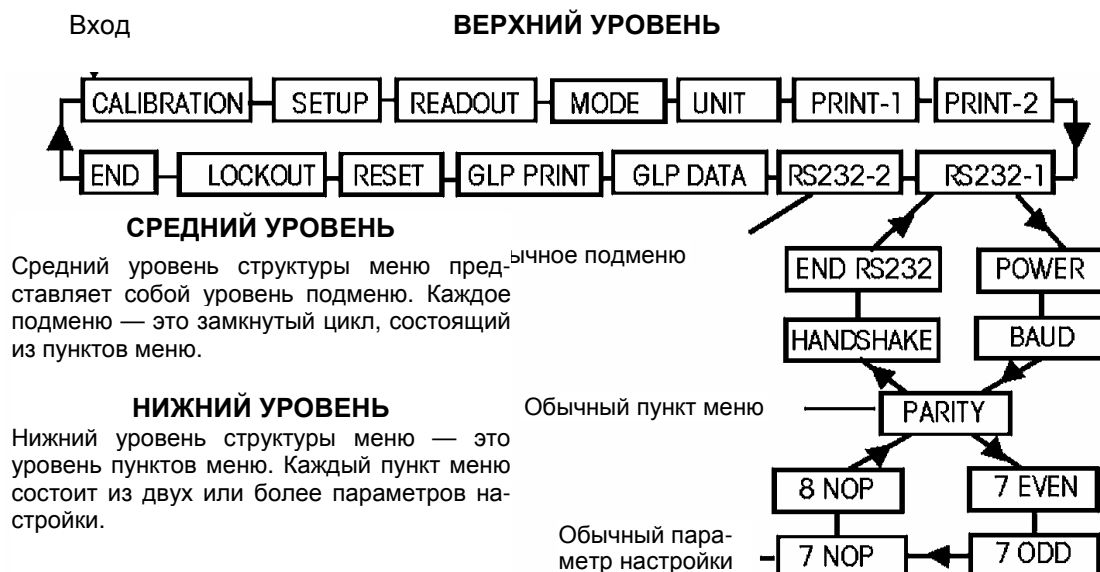 Вход
ВЕРХНИЙ УРОВЕНЬ
CALIBRATION SETUP READOUT MODE UNIT PRINT-1 PRINT-2
END LOCKOUT RESET GLP PRINT GLP DATA RS232-2 RS232-1
СРЕДНИЙ УРОВЕНЬ
Средний уровень структуры меню пред-
ставляет собой уровень подменю. Каждое
подменю — это замкнутый цикл, состоящий
из пунктов меню.
ычное подменю
END RS232 POWER
HANDSHAKE BAUD
НИЖНИЙ УРОВЕНЬ
Нижний уровень структуры меню — это
уровень пунктов меню. Каждый пункт меню
состоит из двух или более параметров на-
стройки.
Обычный пункт меню
PARITY
8 NOP 7 EVEN
Обычный пара-
метр настройки
7 NOP 7 ODD